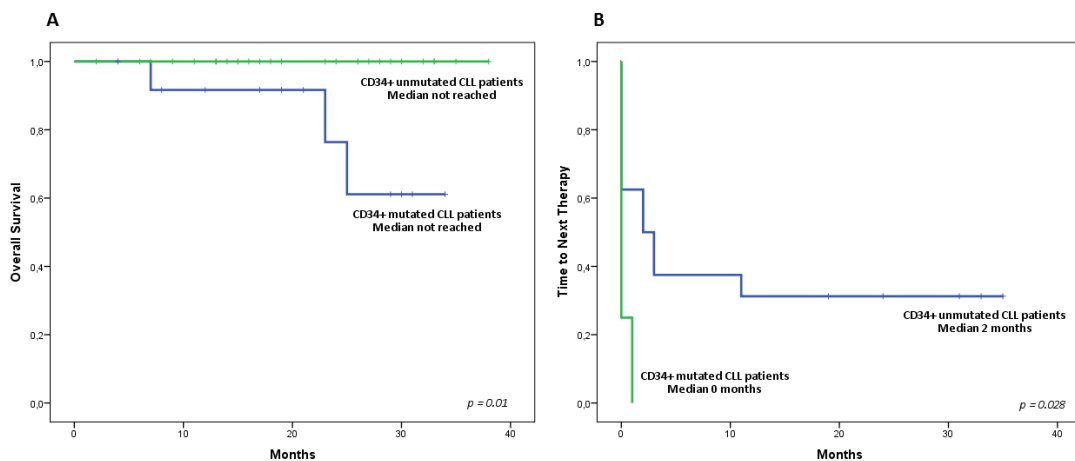 A
Overall Survival
1,0
0,8
0,6
0,4
0,2
0,0
CD34+ unmutated CLL patients
Median not reached
CD34+ mutated CLL patients
Median not reached
p = 0.01
0
10
20
30
40
Months
B
Time to Next Therapy
1,0
0,8
0,6
0,4
0,2
0,0
CD34+ unmutated CLL patients
Median 2 months
CD34+ mutated CLL patients
Median 0 months
p = 0.028
0
10
20
30
40
Months